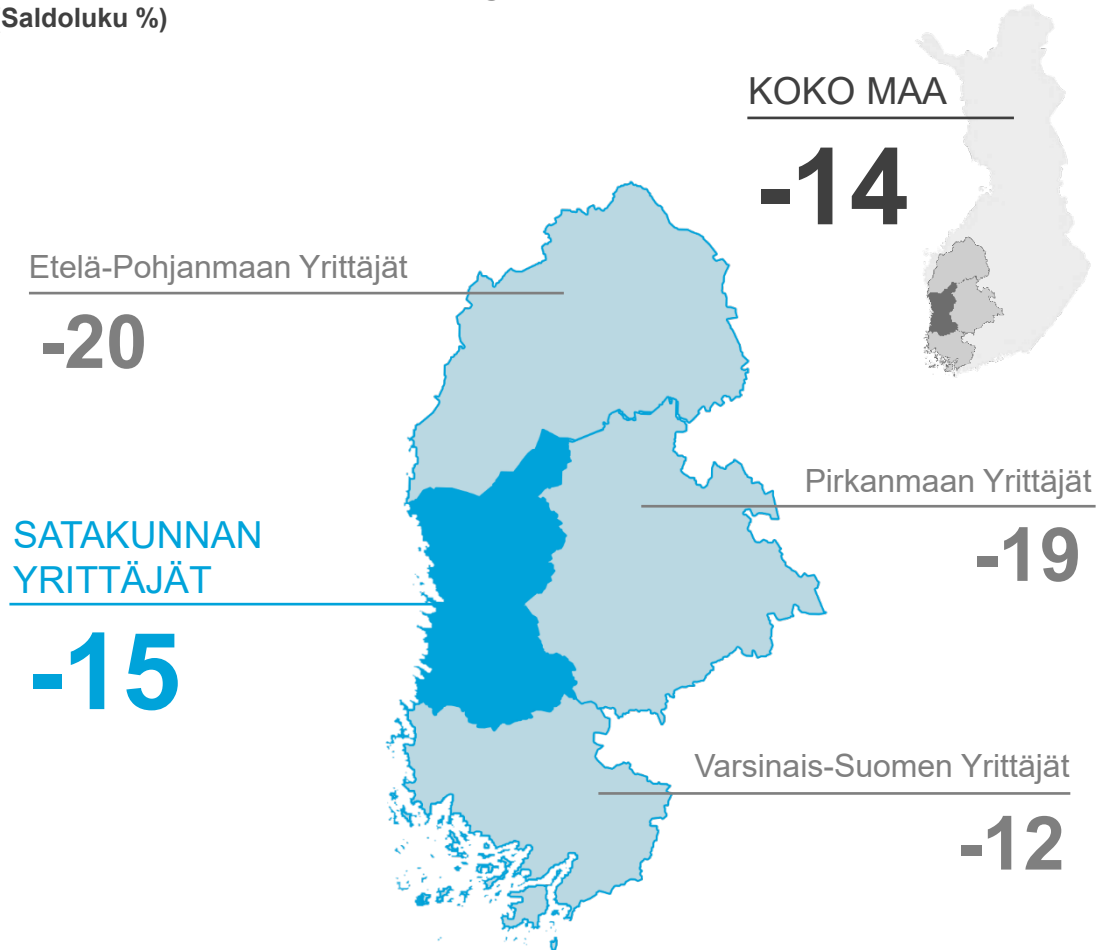 Saldoluku %)
KOKO MAA
-14
Etelä-Pohjanmaan Yrittäjät
-20
Pirkanmaan Yrittäjät
-19
SATAKUNNAN
YRITTÄJÄT
-15
Varsinais-Suomen Yrittäjät
-12